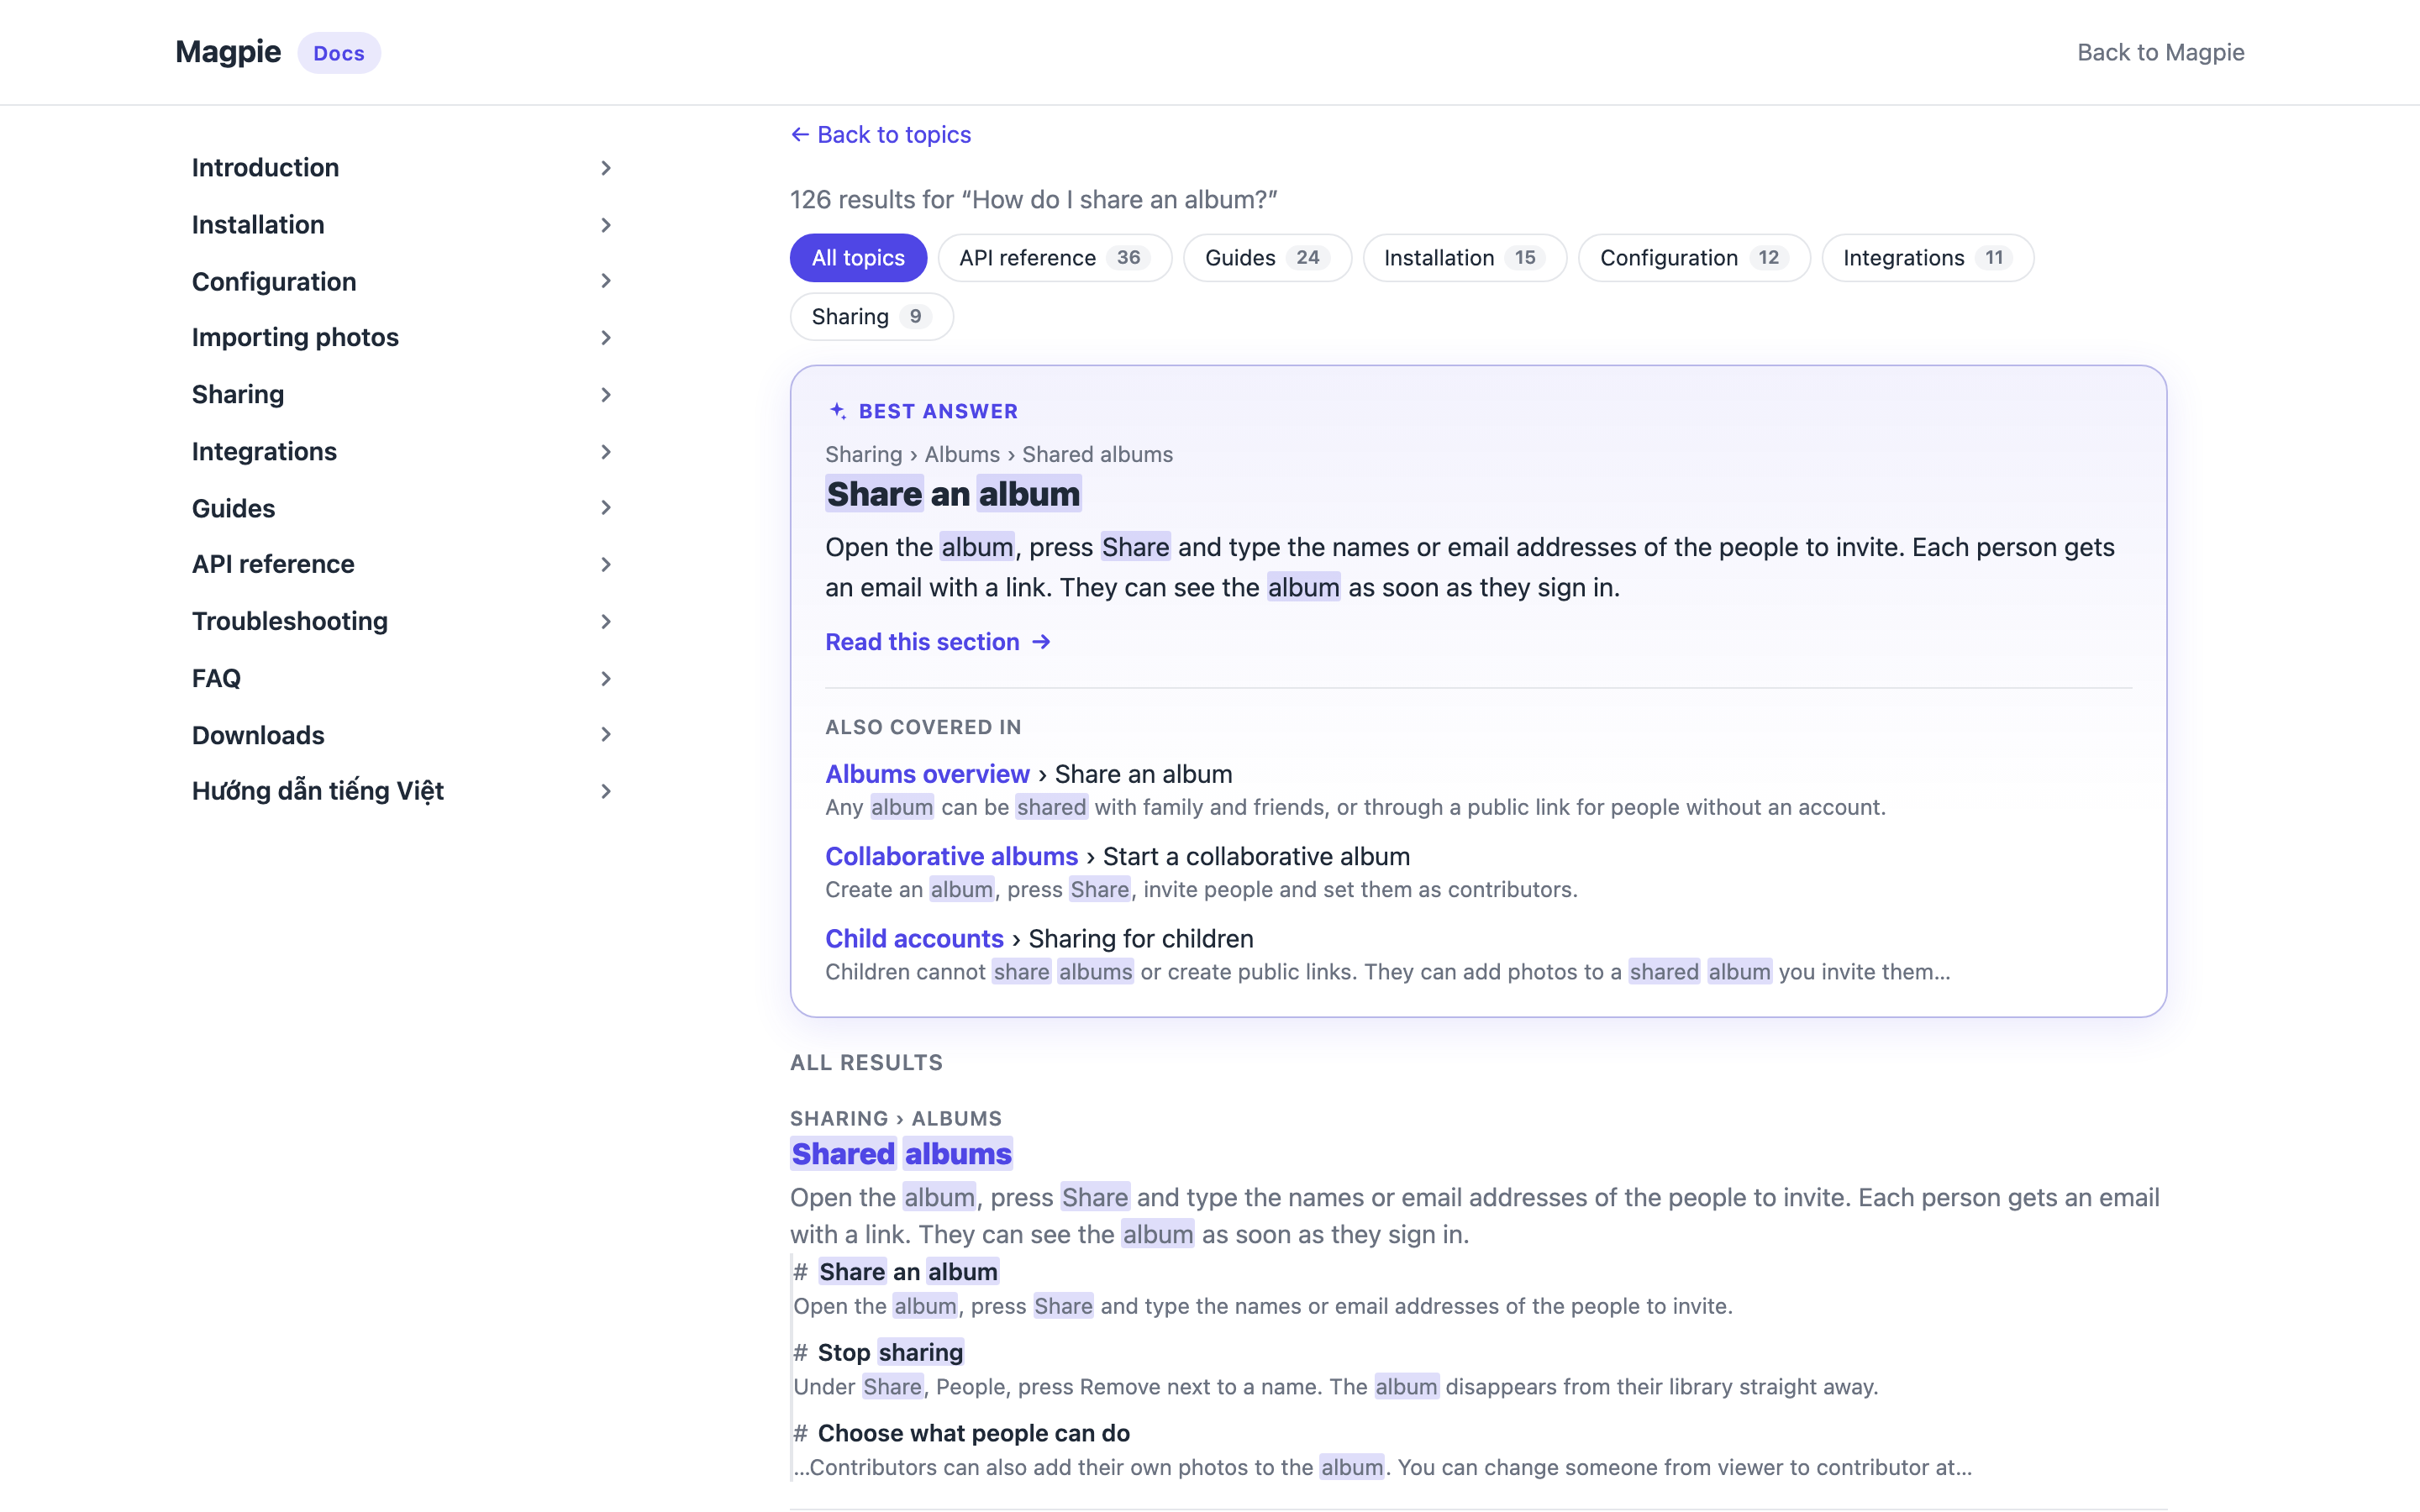 Magpie Docs
Back to Magpie
Introduction
Installation
Configuration
Importing photos
Sharing
Integrations
Guides
API reference
Troubleshooting
FAQ
Downloads
Hướng dẫn tiếng Việt
← Back to topics
126 results for “How do I share an album?”
All topics API reference 36 Guides 24 Installation 15 Configuration 12 Integrations 11
Sharing 9
BEST ANSWER
Sharing › Albums › Shared albums
Share an album
Open the album, press Share and type the names or email addresses of the people to invite. Each person gets
an email with a link. They can see the album as soon as they sign in.
Read this section →
ALSO COVERED IN
Albums overview › Share an album
Any album can be shared with family and friends, or through a public link for people without an account.
Collaborative albums › Start a collaborative album
Create an album, press Share, invite people and set them as contributors.
Child accounts › Sharing for children
Children cannot share albums or create public links. They can add photos to a shared album you invite them...
ALL RESULTS
SHARING › ALBUMS
Shared albums
Open the album, press Share and type the names or email addresses of the people to invite. Each person gets an email
with a link. They can see the album as soon as they sign in.
# Share an album
Open the album, press Share and type the names or email addresses of the people to invite.
# Stop sharing
Under Share, People, press Remove next to a name. The album disappears from their library straight away.
# Choose what people can do
...Contributors can also add their own photos to the album. You can change someone from viewer to contributor at...